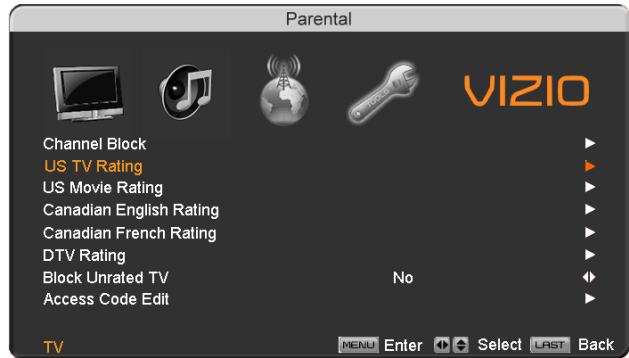 Parental
TOOLS
VIZIO
Channel Block
US TV Rating
US Movie Rating
Canadian English Rating
Canadian French Rating
DTV Rating
Block Unrated TV No
Access Code Edit
TV MENU Enter Select LAST Back